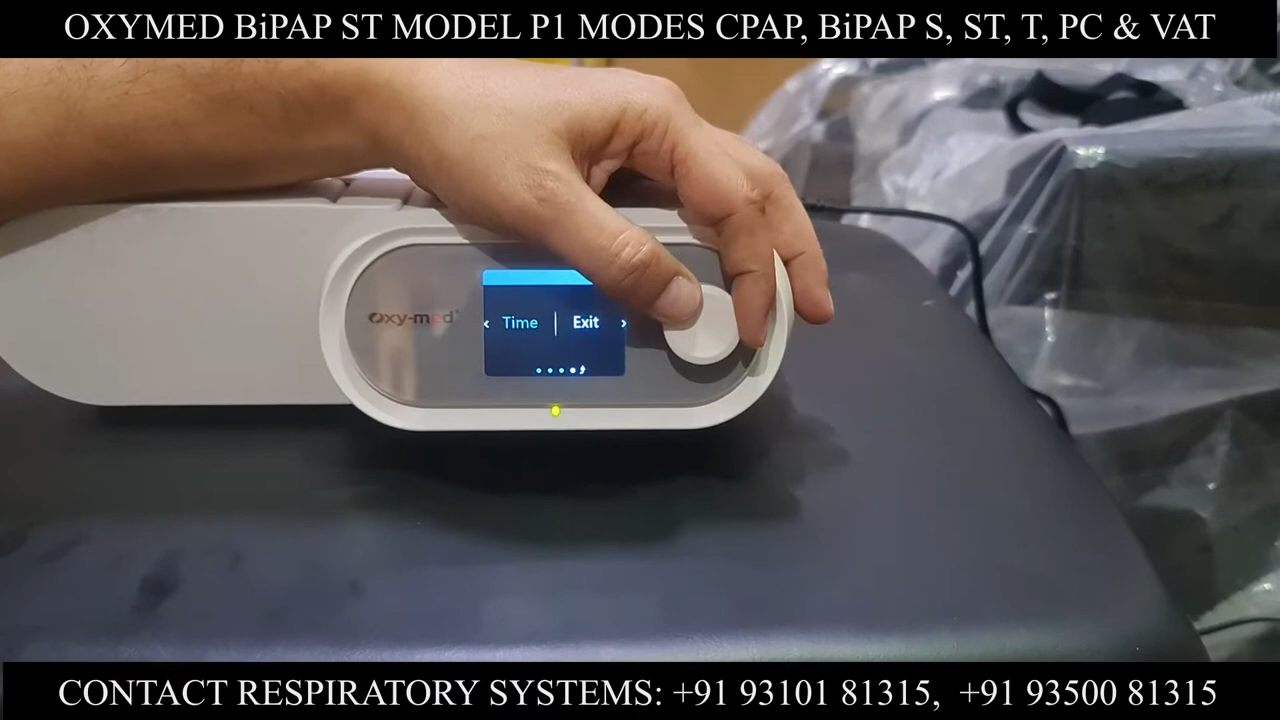 OXYMED BiPAP ST MODEL P1 MODES CPAP, BiPAP S, ST, T, PC & VAT
Oxy-med
‹ Time | Exit ›
CONTACT RESPIRATORY SYSTEMS: +91 93101 81315, +91 93500 81315